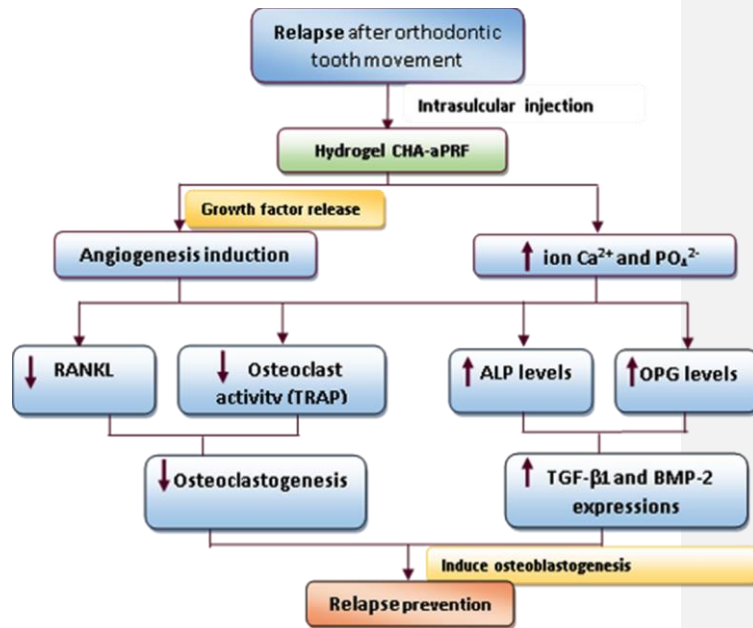 Relapse after orthodontic
tooth movement
Intrasulcular injection
Hydrogel CHA-aPRF
Growth factor release
Angiogenesis induction
ion Ca²⁺ and PO₄²⁻
RANKL
Osteoclast
activity (TRAP)
ALP levels
OPG levels
Osteoclastogenesis
TGF-β1 and BMP-2
expressions
Induce osteoblastogenesis
Relapse prevention